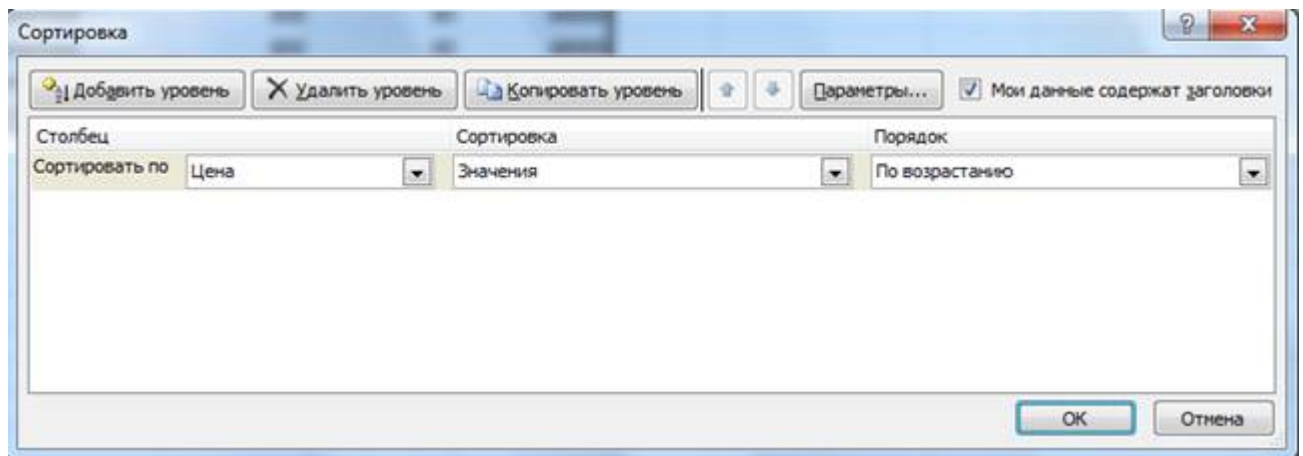 Сортировка
Добавить уровень Удалить уровень Копировать уровень Параметры... Мои данные содержат заголовки
Столбец Сортировка Порядок
Сортировать по Цена Значения По возрастанию
ОК Отмена